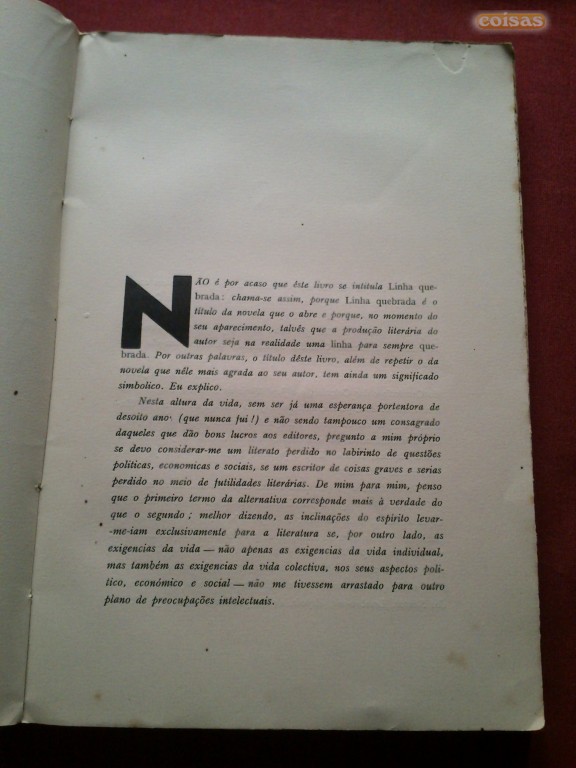 coisas
NÃO é por acaso que êste livro se intitula Linha que-
brada: chama-se assim, porque Linha quebrada é o
título da novela que o abre e porque, no momento do
seu aparecimento, talvês que a produção literária do
autor seja na realidade uma linha para sempre que-
brada. Por outras palavras, o título dêste livro, além de repetir o da
novela que nêle mais agrada ao seu autor, tem ainda um significado
simbolico. Eu explico.
Nesta altura da vida, sem ser já uma esperança portentora de
desoito ano (que nunca fui!) e não sendo tampouco um consagrado
daqueles que dão bons lucros aos editores, pregunto a mim próprio
se devo considerar-me um literato perdido no labirinto de questões
politicas, economicas e sociais, se um escritor de coisas graves e serias
perdido no meio de futilidades literárias. De mim para mim, penso
que o primeiro termo da alternativa corresponde mais à verdade do
que o segundo; melhor dizendo, as inclinações do espirito levar-
-me-iam exclusivamente para a literatura se, por outro lado, as
exigencias da vida — não apenas as exigencias da vida individual,
mas também as exigencias da vida colectiva, nos seus aspectos poli-
tico, económico e social — não me tivessem arrastado para outro
plano de preocupações intelectuais.